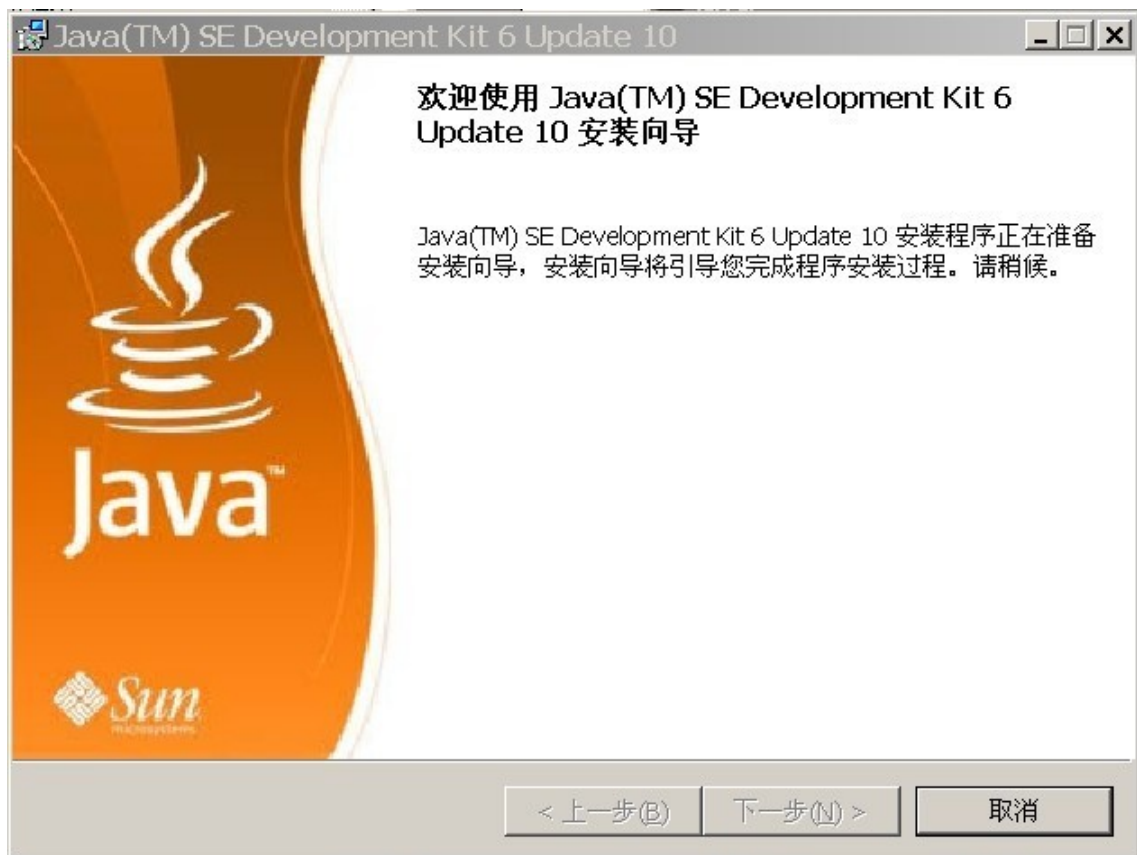 Java(TM) SE Development Kit 6 Update 10
欢迎使用 Java(TM) SE Development Kit 6
Update 10 安装向导
Java(TM) SE Development Kit 6 Update 10 安装程序正在准备
安装向导，安装向导将引导您完成程序安装过程。请稍候。
Java™
Sun
microsystems
< 上一步(B)
下一步(N) >
取消